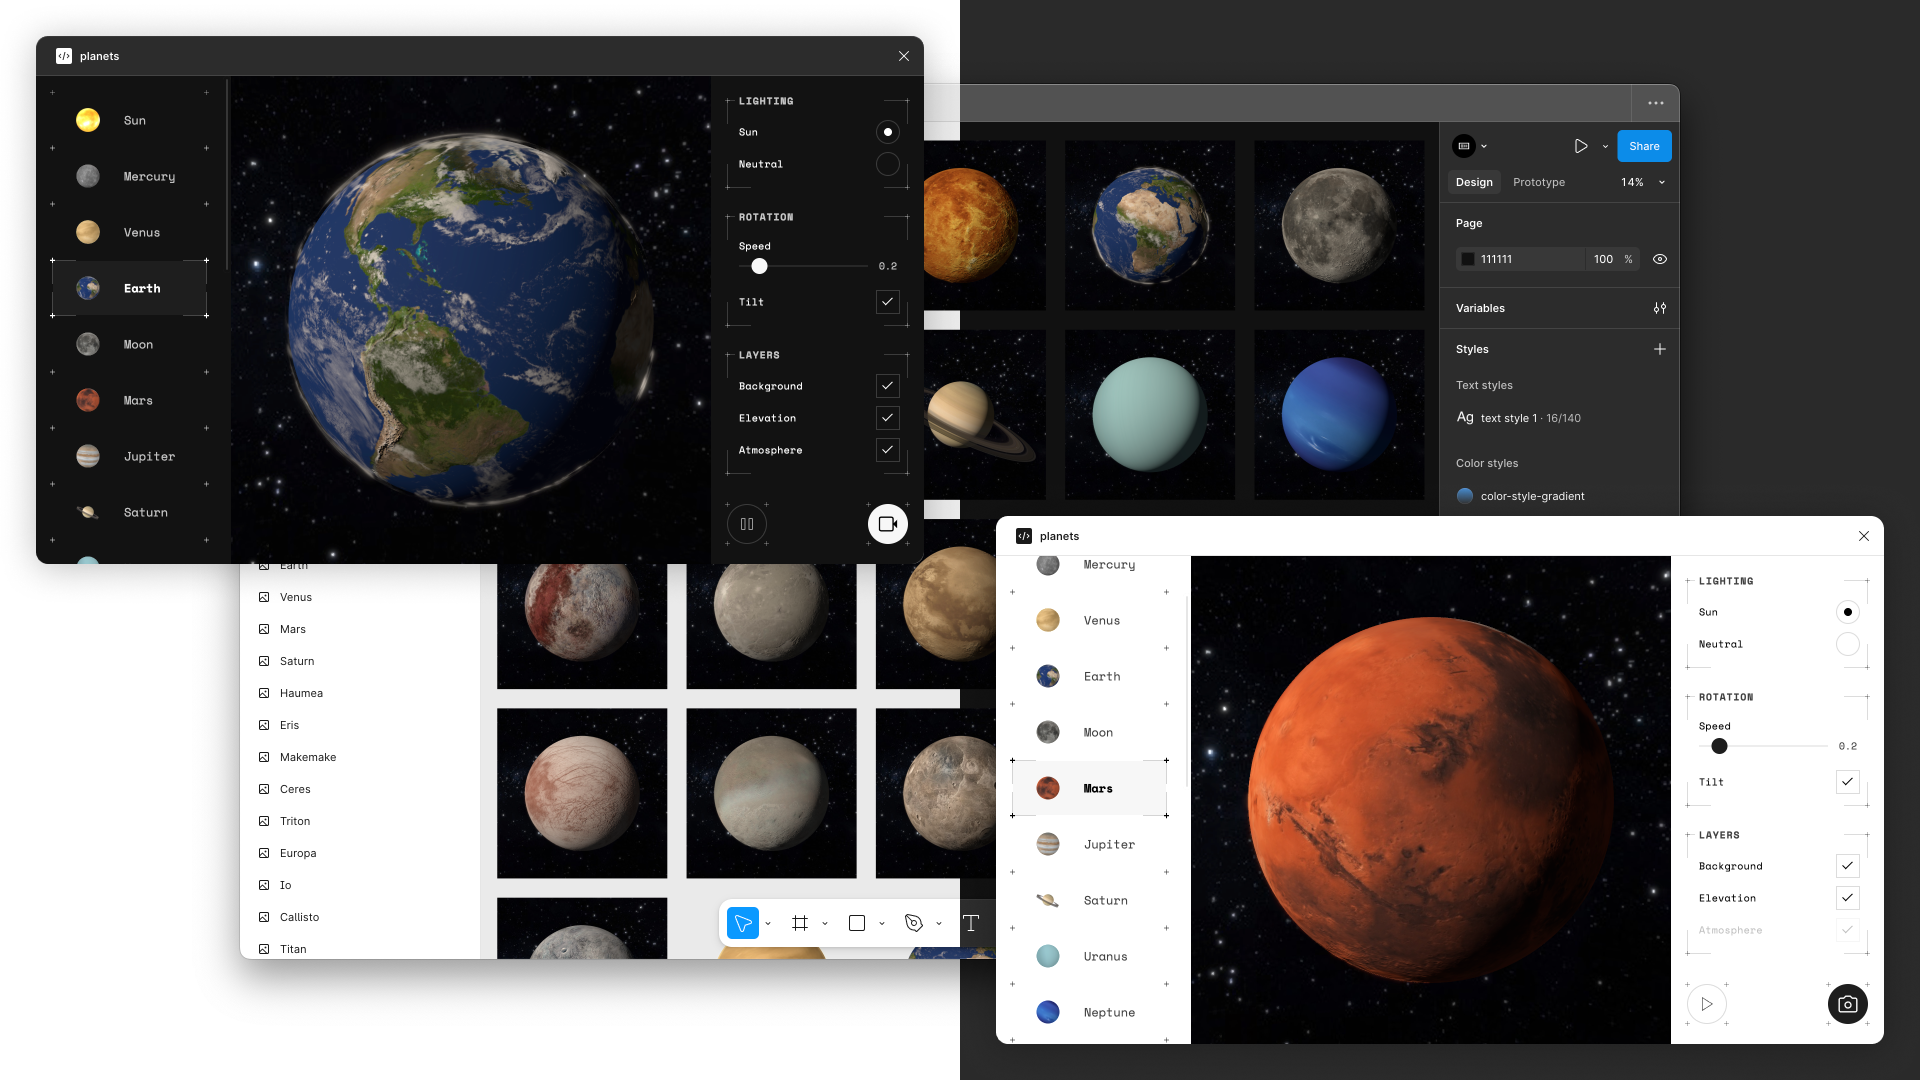 planets
Sun
Mercury
Venus
Earth
Moon
Mars
Jupiter
Saturn
LIGHTING
Sun
Neutral
ROTATION
Speed
0.2
Tilt
LAYERS
Background
Elevation
Atmosphere
Share
Design
Prototype
14%
Page
111111
100
%
Variables
Styles
Text styles
Ag text style 1 · 16/140
Color styles
color-style-gradient
Earth
Venus
Mars
Saturn
Haumea
Eris
Makemake
Ceres
Triton
Europa
Io
Callisto
Titan
planets
Mercury
Venus
Earth
Moon
Mars
Jupiter
Saturn
Uranus
Neptune
LIGHTING
Sun
Neutral
ROTATION
Speed
0.2
Tilt
LAYERS
Background
Elevation
Atmosphere